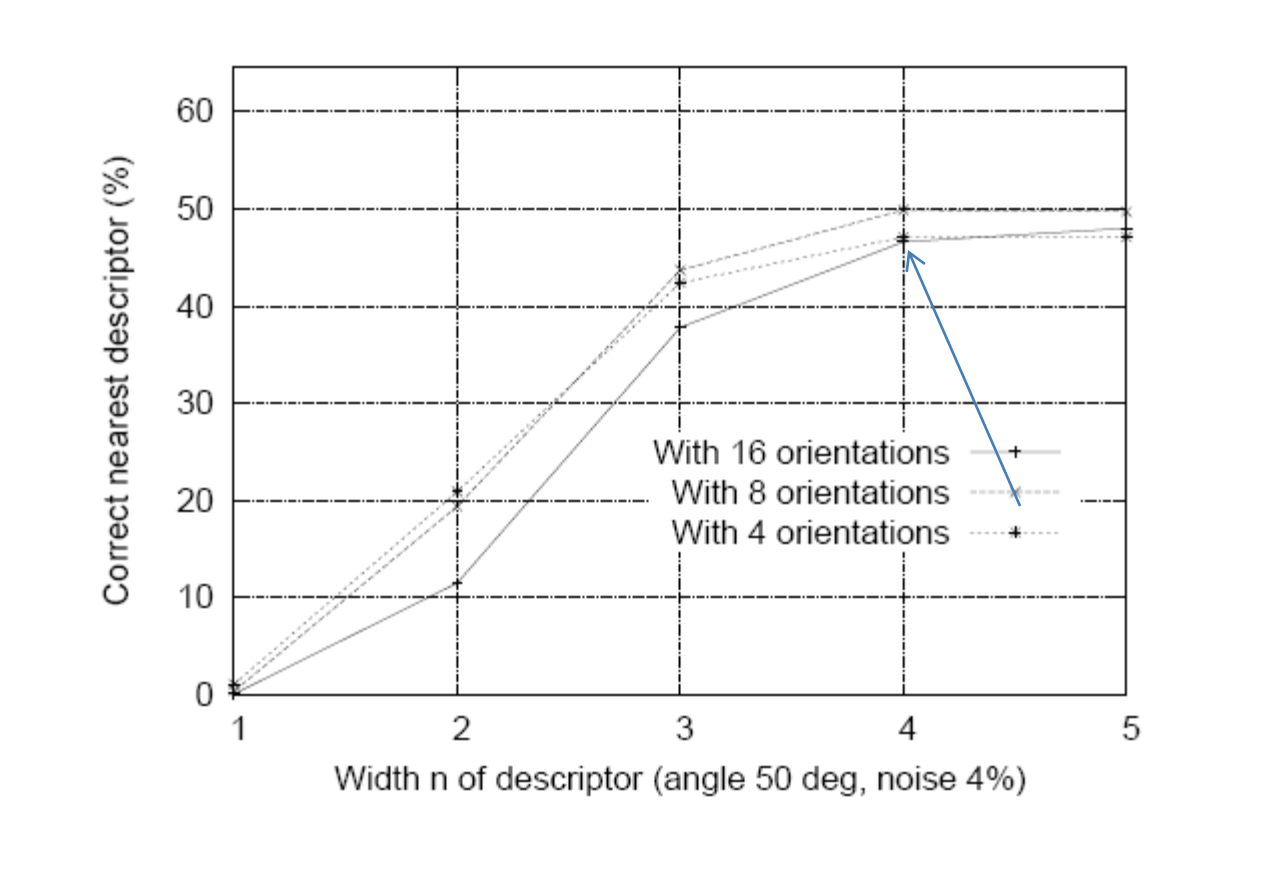 60
50
40
30
20
10
0
Correct nearest descriptor (%)
With 16 orientations
With 8 orientations
With 4 orientations
1 2 3 4 5
Width n of descriptor (angle 50 deg, noise 4%)